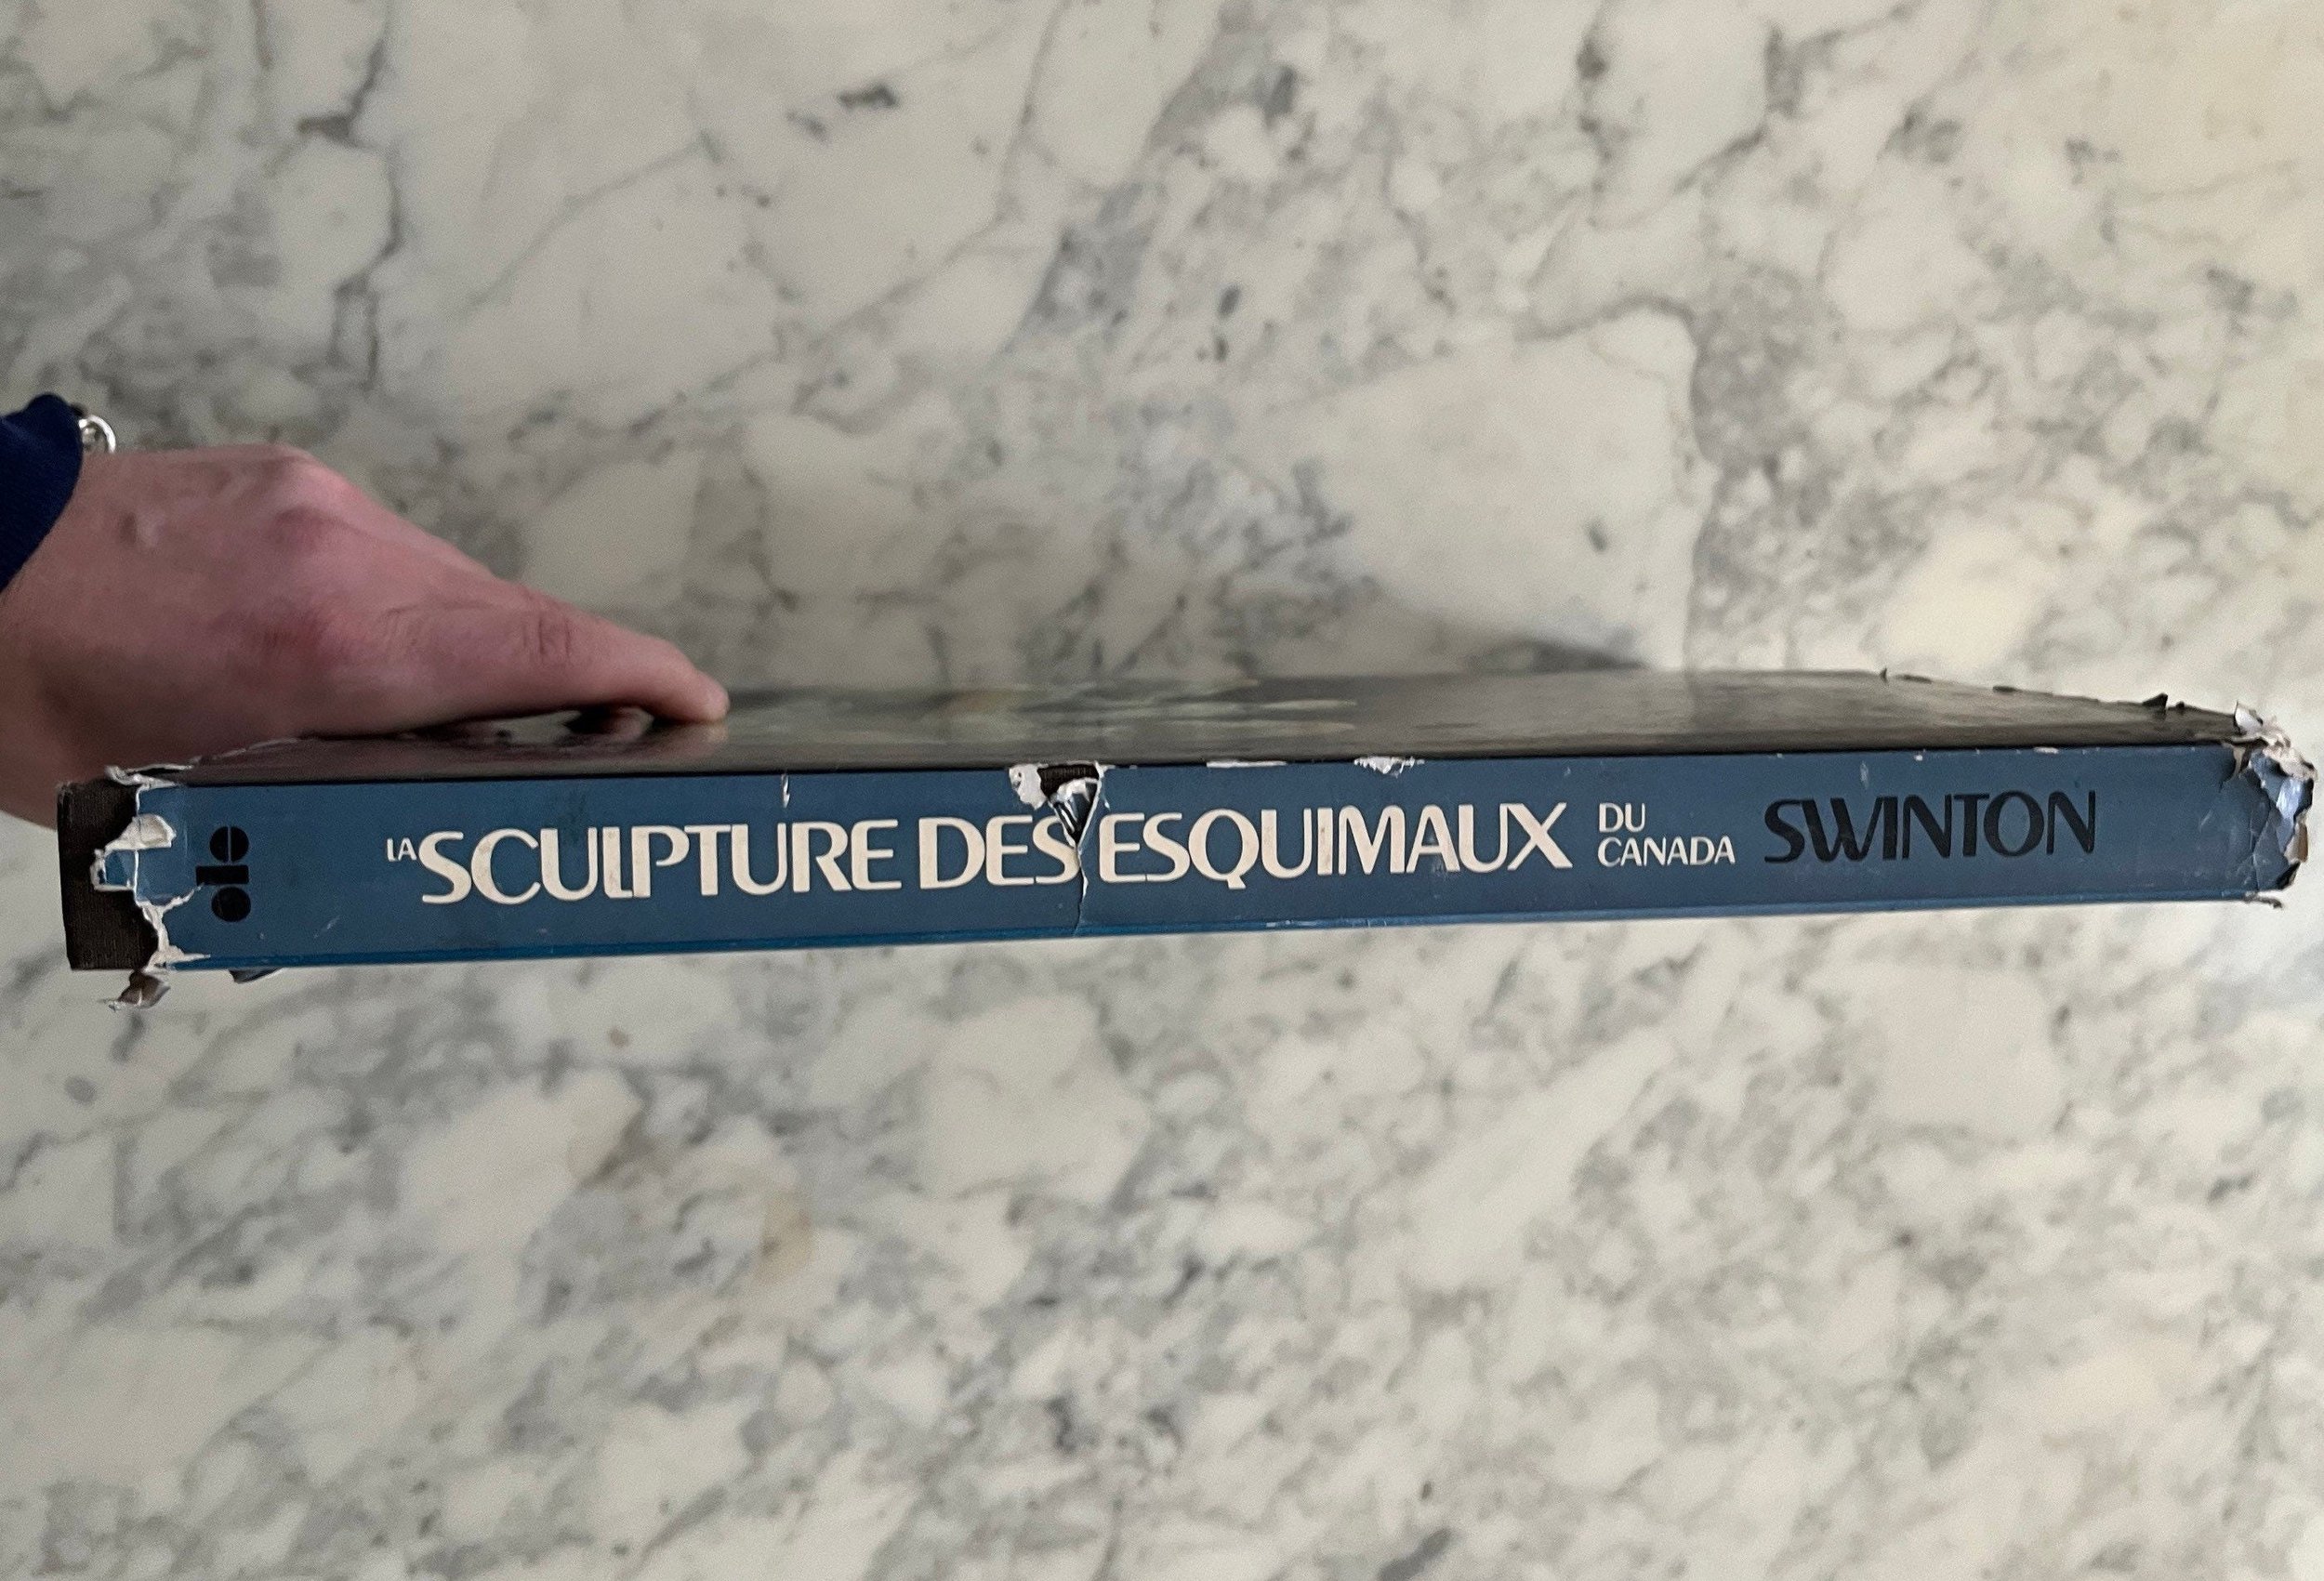 LA SCULPTURE DES ESQUIMAUX
DU
CANADA
SWINTON